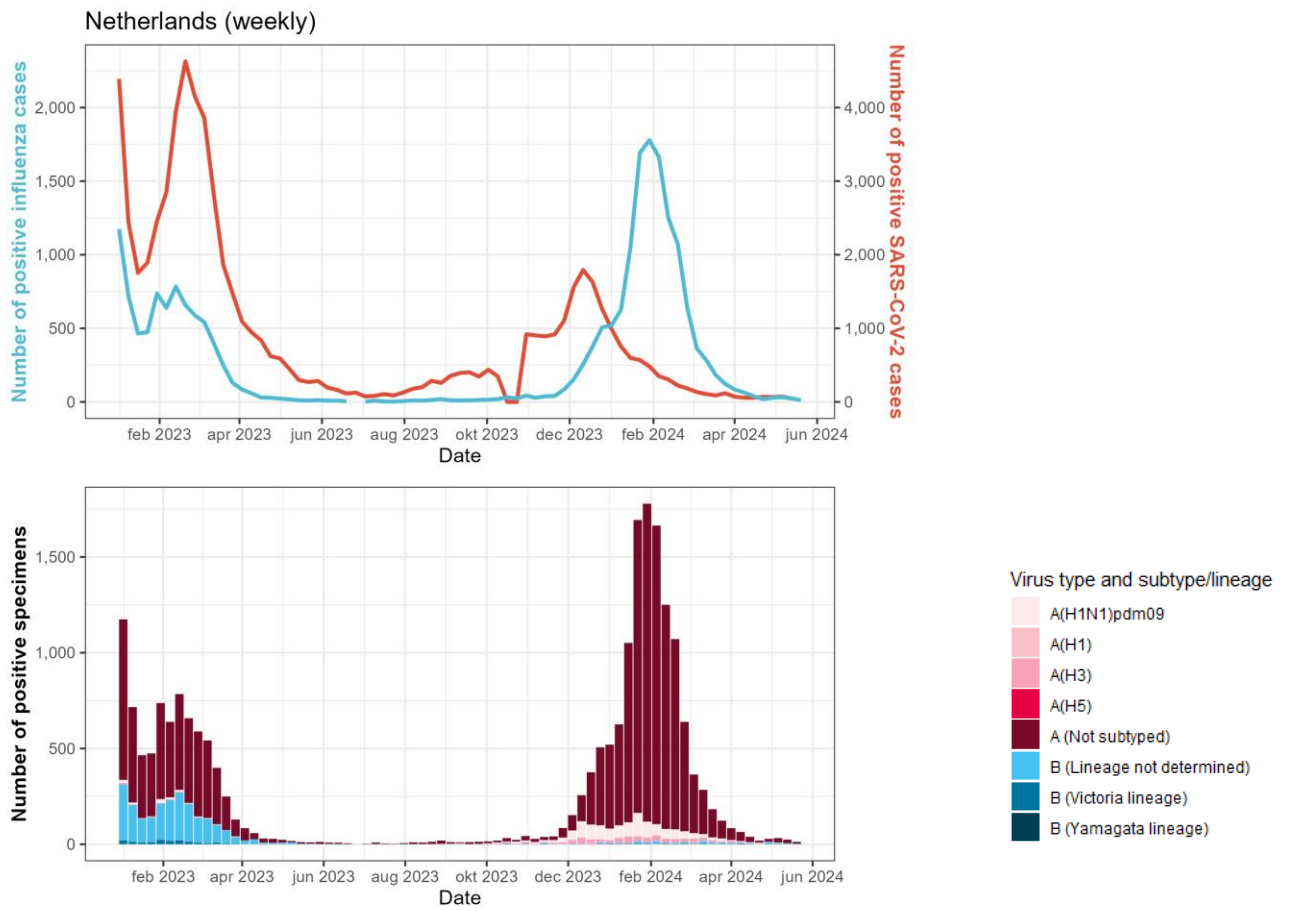 Netherlands (weekly)
Number of positive influenza cases
2,000
1,500
1,000
500
0
4,000
3,000
2,000
1,000
0
Number of positive SARS-CoV-2 cases
feb 2023 apr 2023 jun 2023 aug 2023 okt 2023 dec 2023 feb 2024 apr 2024 jun 2024
Date
Number of positive specimens
1,500
1,000
500
0
feb 2023 apr 2023 jun 2023 aug 2023 okt 2023 dec 2023 feb 2024 apr 2024 jun 2024
Date
Virus type and subtype/lineage
A(H1N1)pdm09
A(H1)
A(H3)
A(H5)
A (Not subtyped)
B (Lineage not determined)
B (Victoria lineage)
B (Yamagata lineage)